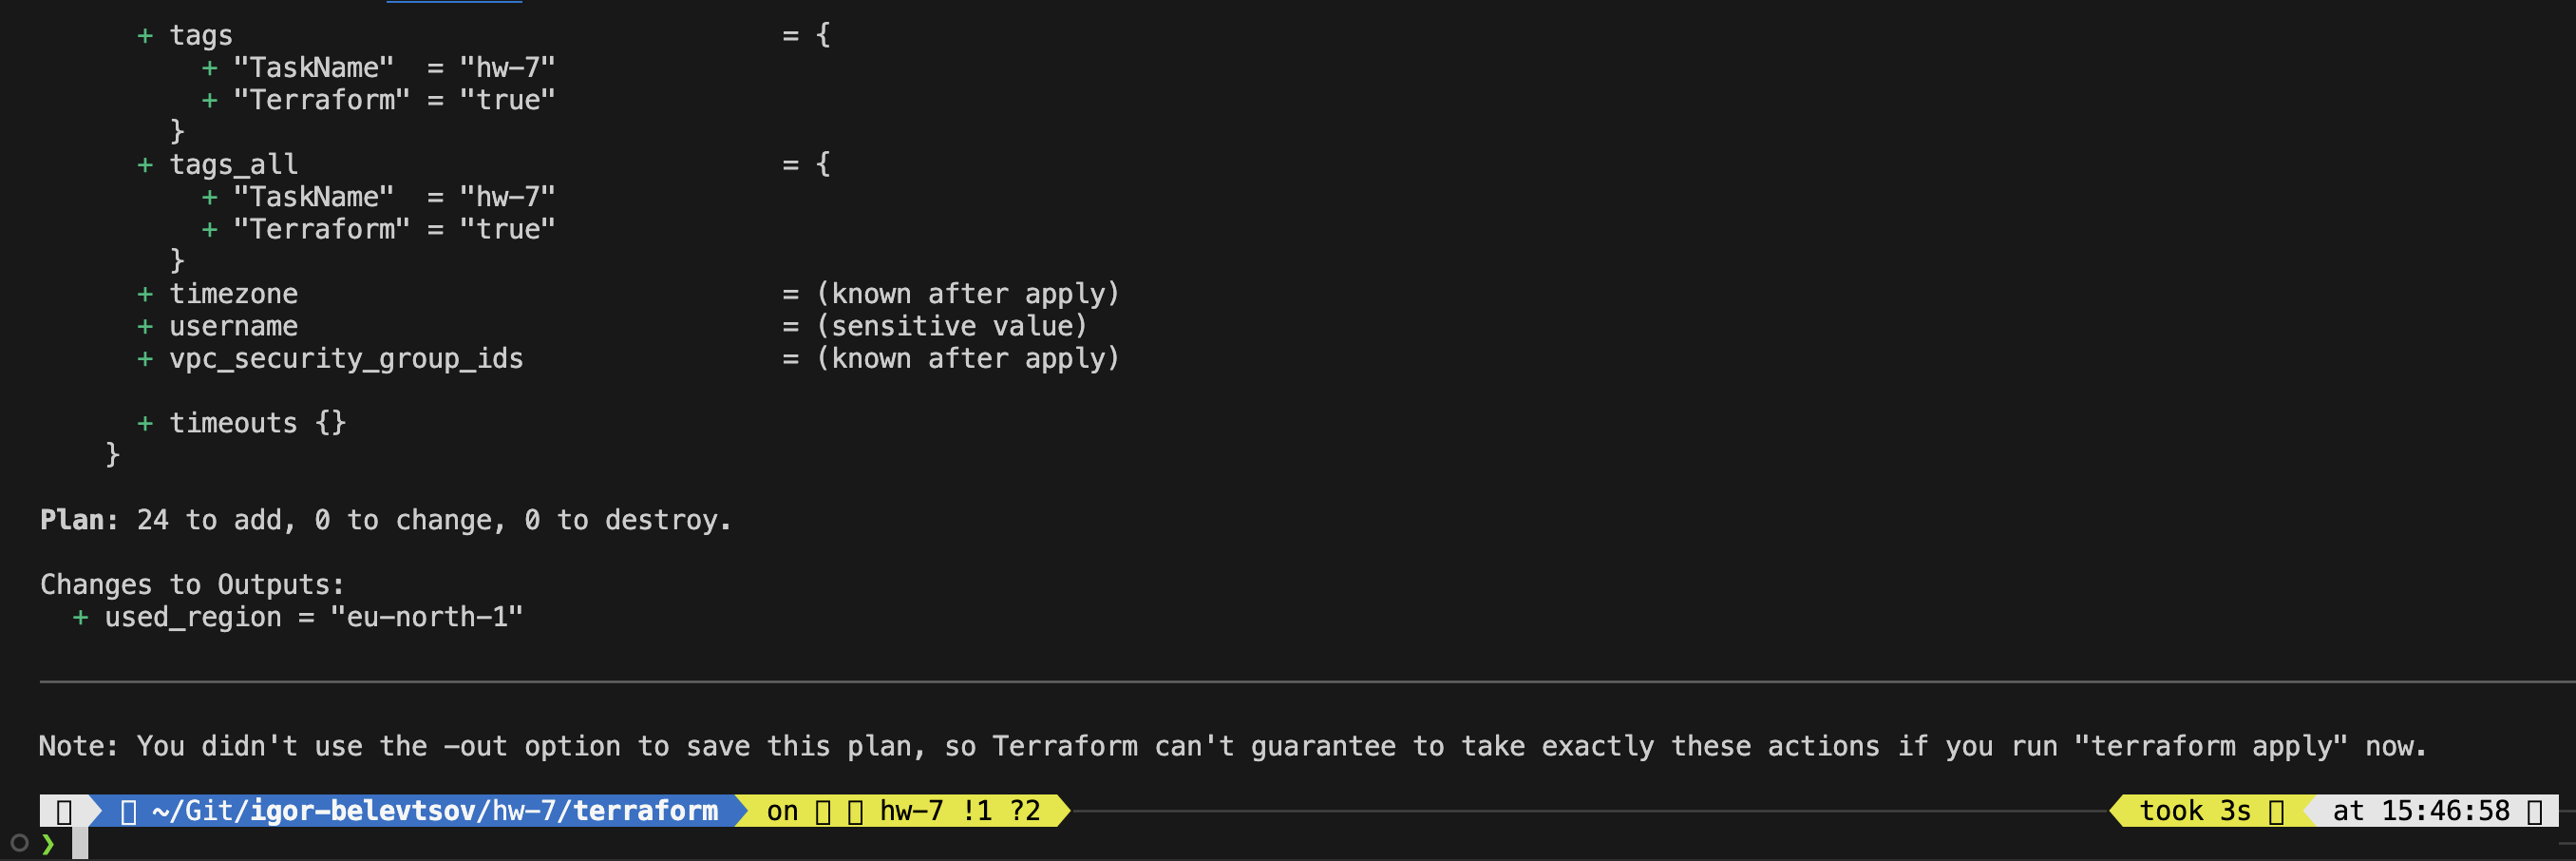 + tags = {
+ "TaskName" = "hw-7"
+ "Terraform" = "true"
}
+ tags_all = {
+ "TaskName" = "hw-7"
+ "Terraform" = "true"
}
+ timezone = (known after apply)
+ username = (sensitive value)
+ vpc_security_group_ids = (known after apply)
+ timeouts {}
}
Plan: 24 to add, 0 to change, 0 to destroy.
Changes to Outputs:
+ used_region = "eu-north-1"
Note: You didn't use the -out option to save this plan, so Terraform can't guarantee to take exactly these actions if you run "terraform apply" now.
~/Git/igor-belevtsov/hw-7/terraform on hw-7 !1 ?2 took 3s at 15:46:58
❯